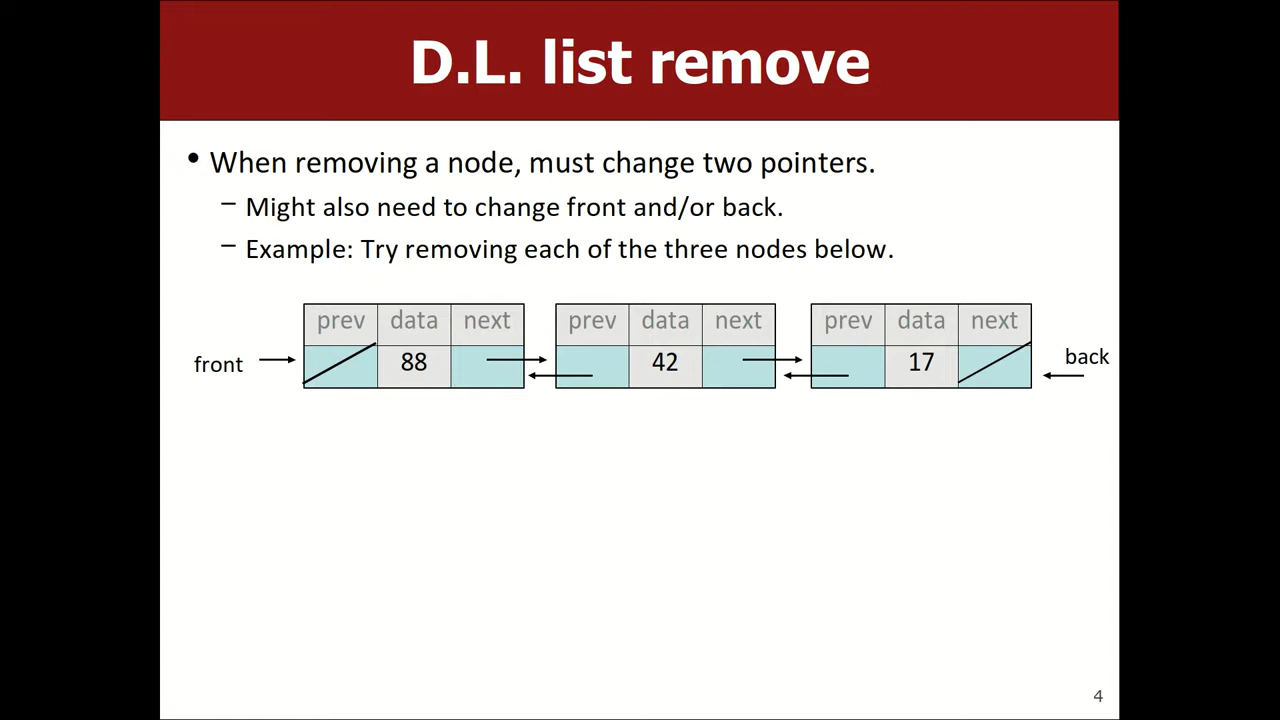 D.L. list remove
• When removing a node, must change two pointers.
– Might also need to change front and/or back.
– Example: Try removing each of the three nodes below.
prev data next prev data next prev data next
front 88 42 17 back
4